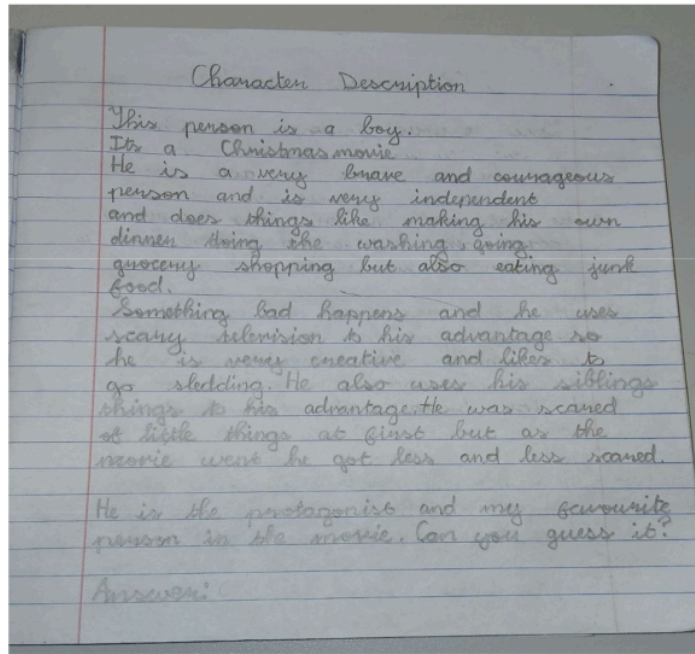 Character Description
This person is a boy.
Its a Christmas movie
He is a very brave and courageous
person and is very independent
and does things like making his own
dinner doing the washing, going
grocery shopping but also eating junk
food.
Something bad happens and he uses
scary television to his advantage so
he is very creative and likes to
go sledding. He also uses his siblings
things to his advantage. He was scared
of little things at first but as the
movie went he got less and less scared.
He is the protagonist and my favourite
person in the movie. Can you guess it?
Answer: